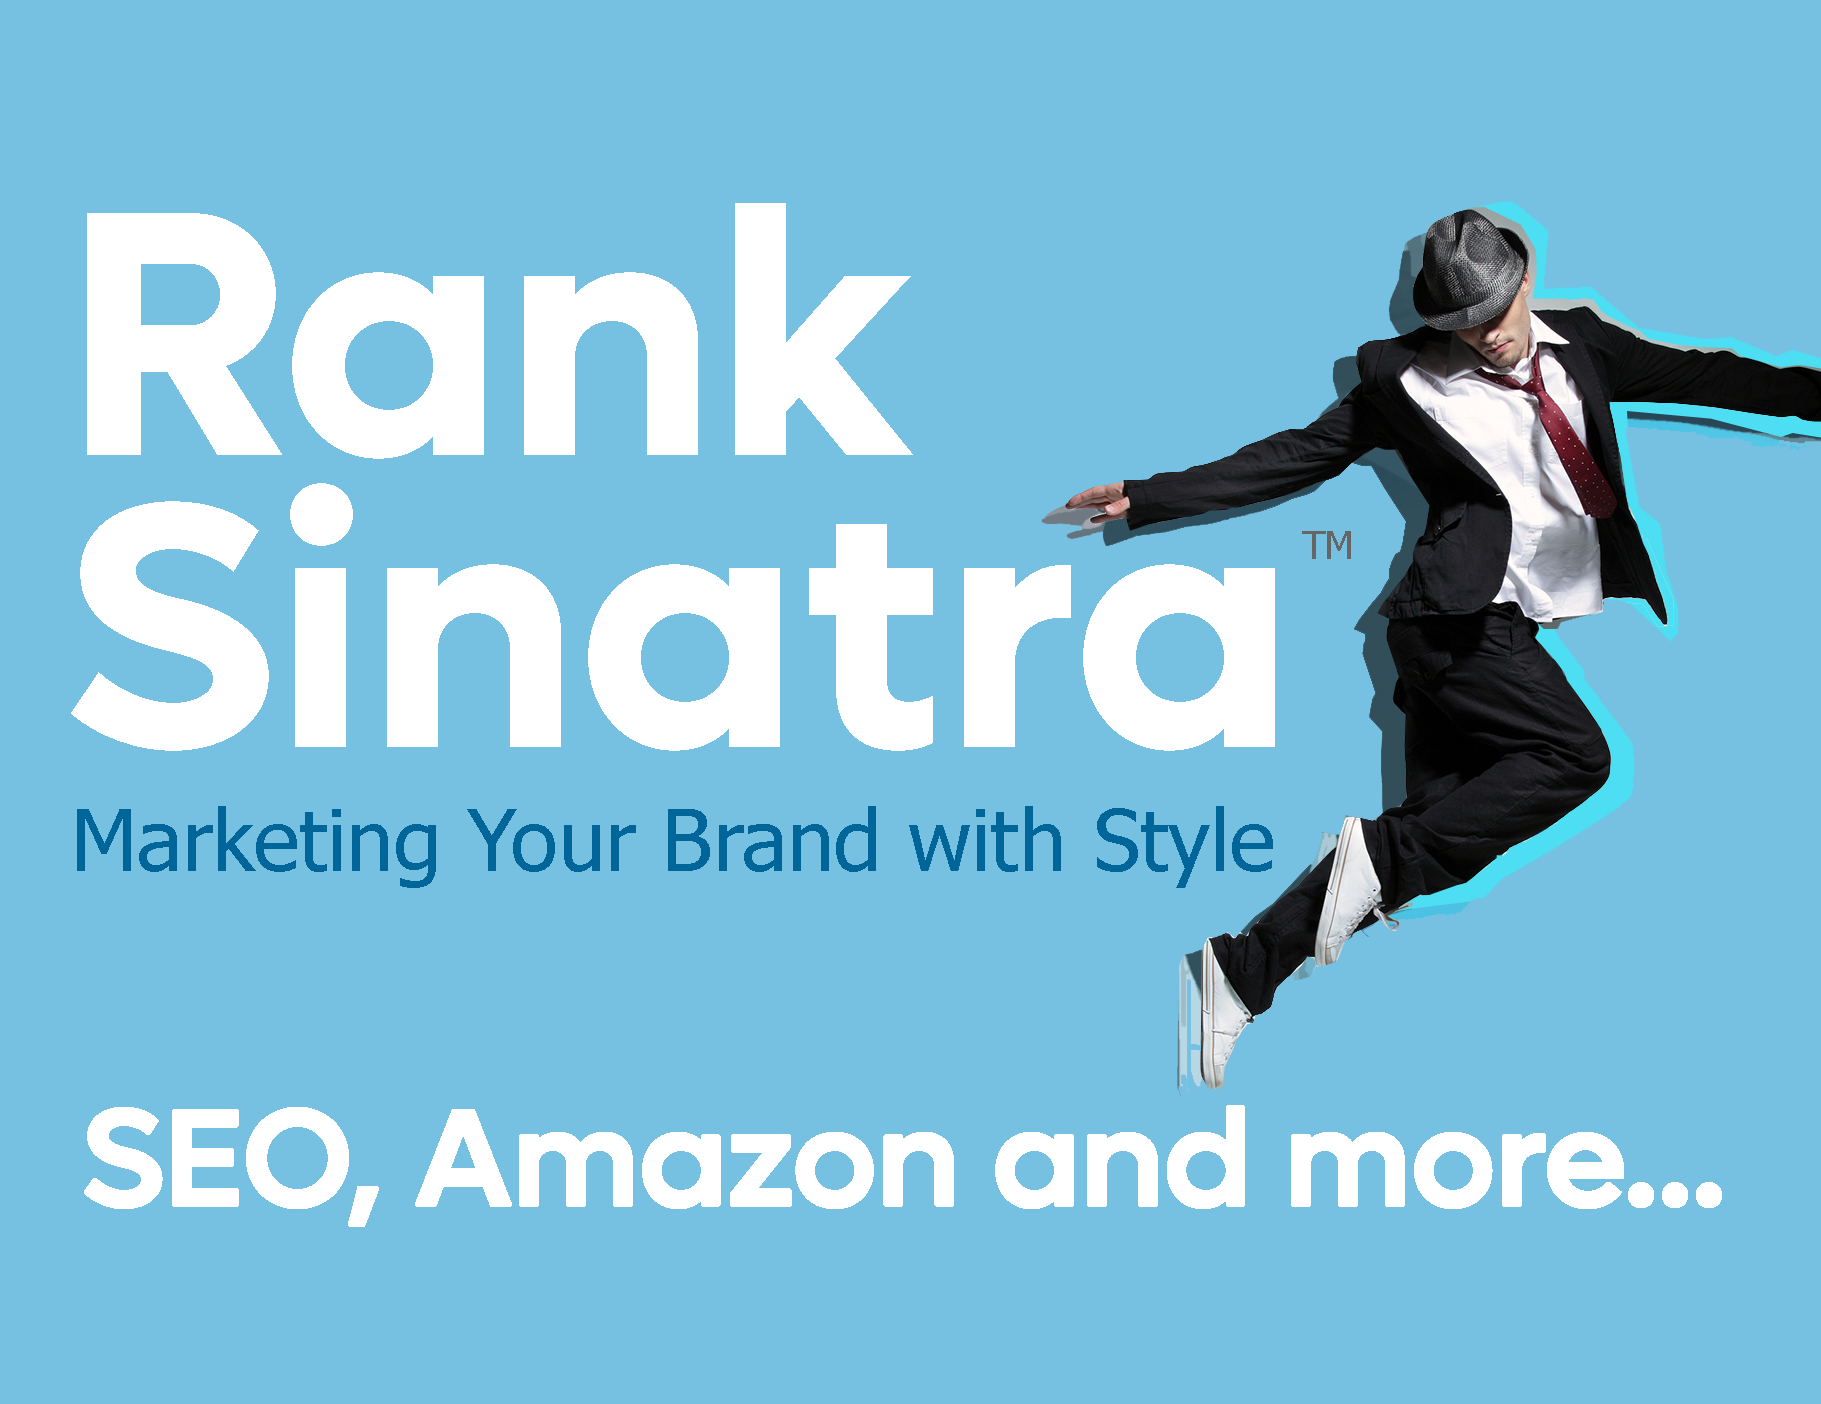 Rank
Sinatra™
Marketing Your Brand with Style
SEO, Amazon and more...